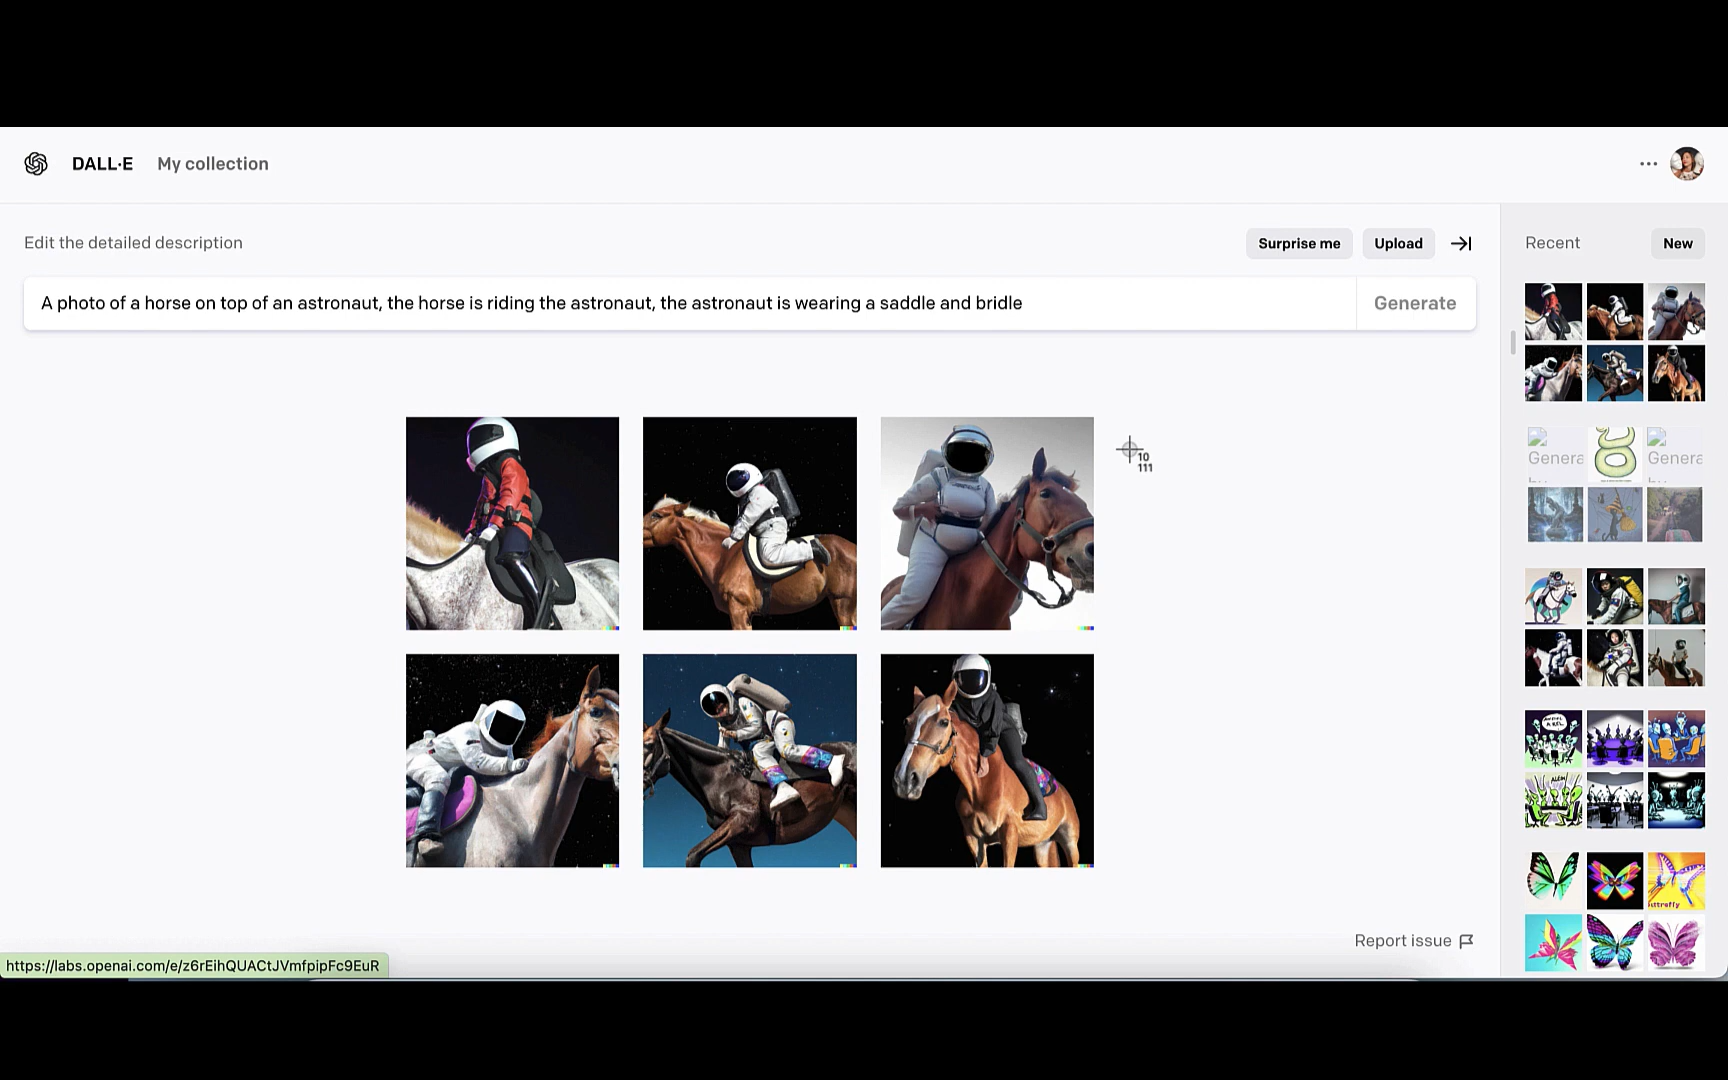 DALL·E My collection
Edit the detailed description
Surprise me Upload
Recent New
A photo of a horse on top of an astronaut, the horse is riding the astronaut, the astronaut is wearing a saddle and bridle
Generate
10
111
Genera Genera
Report issue
https://labs.openai.com/e/z6rEihQUACtJVmfpipFc9EuR